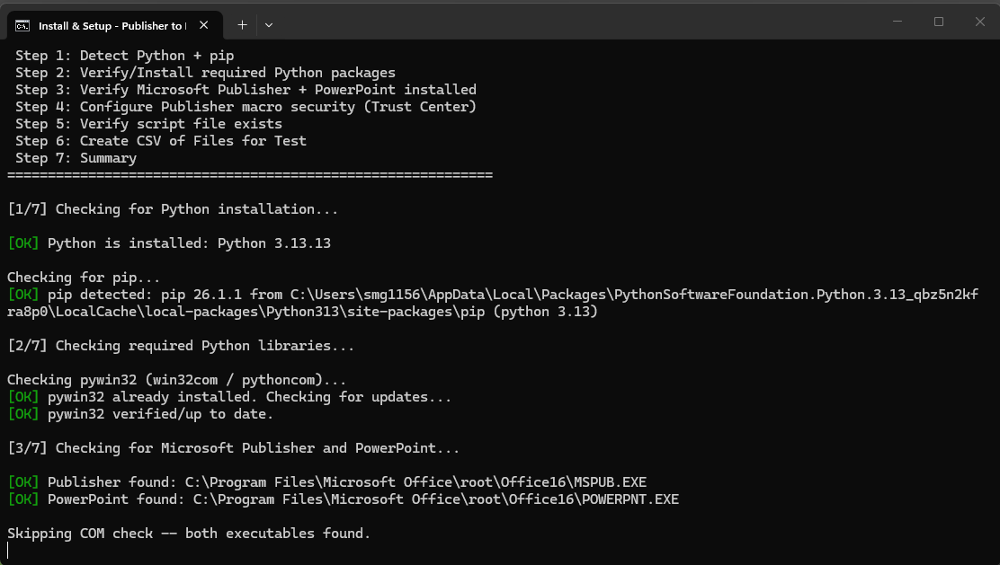 Install & Setup - Publisher to
Step 1: Detect Python + pip
Step 2: Verify/Install required Python packages
Step 3: Verify Microsoft Publisher + PowerPoint installed
Step 4: Configure Publisher macro security (Trust Center)
Step 5: Verify script file exists
Step 6: Create CSV of Files for Test
Step 7: Summary
============================================================
[1/7] Checking for Python installation...
[OK] Python is installed: Python 3.13.13
Checking for pip...
[OK] pip detected: pip 26.1.1 from C:\Users\smg1156\AppData\Local\Packages\PythonSoftwareFoundation.Python.3.13_qbz5n2kf
ra8p0\LocalCache\local-packages\Python313\site-packages\pip (python 3.13)
[2/7] Checking required Python libraries...
Checking pywin32 (win32com / pythoncom)...
[OK] pywin32 already installed. Checking for updates...
[OK] pywin32 verified/up to date.
[3/7] Checking for Microsoft Publisher and PowerPoint...
[OK] Publisher found: C:\Program Files\Microsoft Office\root\Office16\MSPUB.EXE
[OK] PowerPoint found: C:\Program Files\Microsoft Office\root\Office16\POWERPNT.EXE
Skipping COM check -- both executables found.